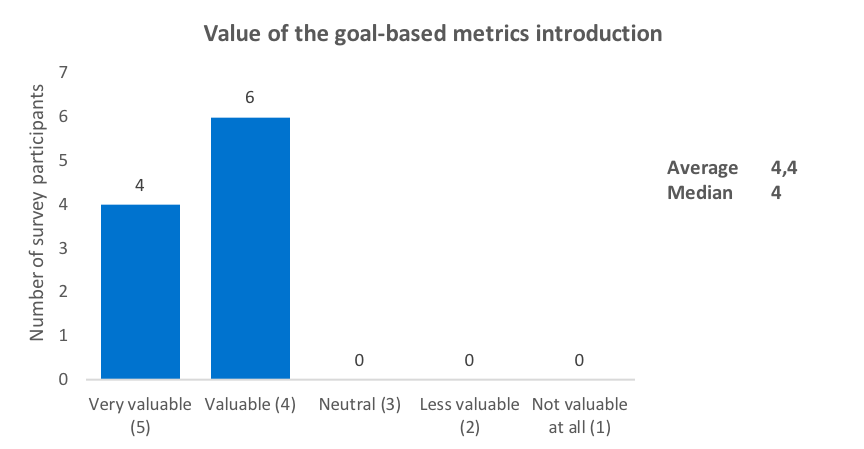 Value of the goal-based metrics introduction
Number of survey participants
7
6
5
4
3
2
1
0
4
6
0
0
0
Very valuable
(5)
Valuable (4)
Neutral (3)
Less valuable
(2)
Not valuable
at all (1)
Average 4,4
Median 4